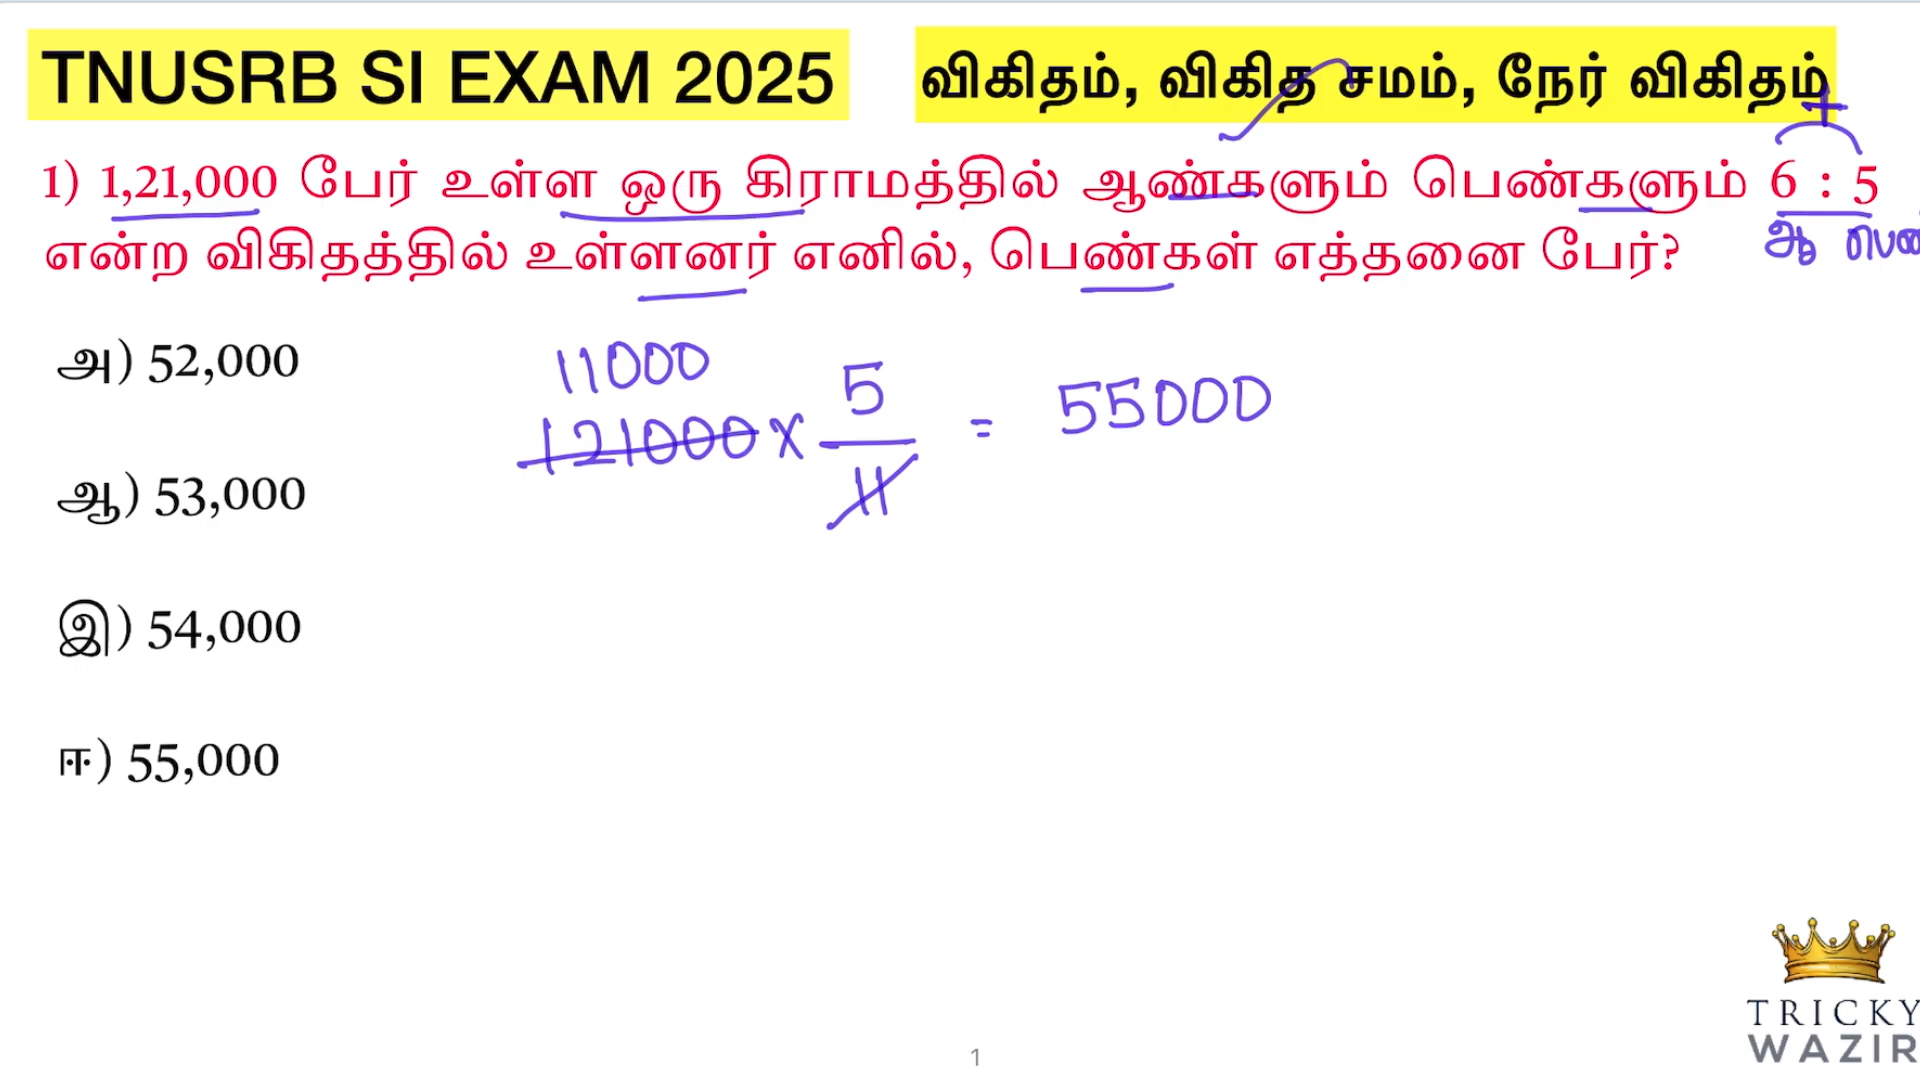 TNUSRB SI EXAM 2025
விகிதம், விகித சமம், நேர் விகிதம்
+
1) 1,21,000 பேர் உள்ள ஒரு கிராமத்தில் ஆண்களும் பெண்களும் 6 : 5
ஆ பெண்
என்ற விகிதத்தில் உள்ளனர் எனில், பெண்கள் எத்தனை பேர்?
அ) 52,000
11000
121000 x 5/11 = 55000
ஆ) 53,000
இ) 54,000
ஈ) 55,000
TRICKY
WAZIR
1